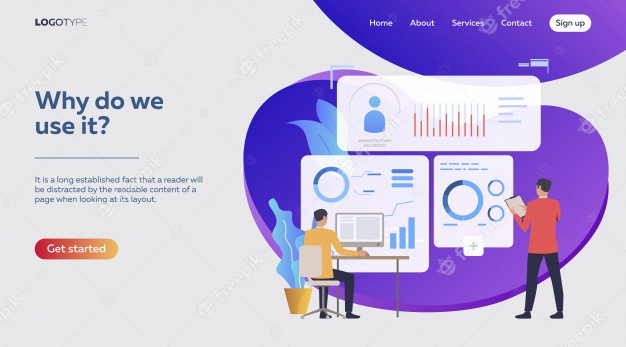 LOGOTYPE
Home
About
Services
Contact
Sign up
Why do we
use it?
It is a long established fact that a reader will
be distracted by the readable content of a
page when looking at its layout.
Get started
freepik